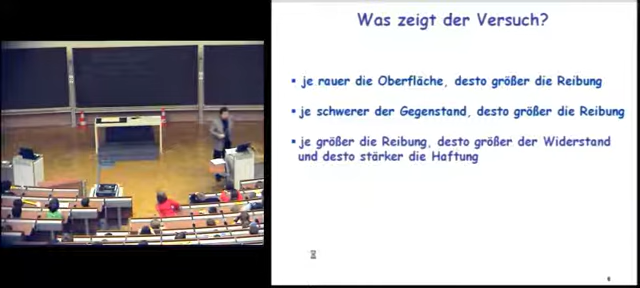 Was zeigt der Versuch?
▪ je rauer die Oberfläche, desto größer die Reibung
▪ je schwerer der Gegenstand, desto größer die Reibung
▪ je größer die Reibung, desto größer der Widerstand
und desto stärker die Haftung